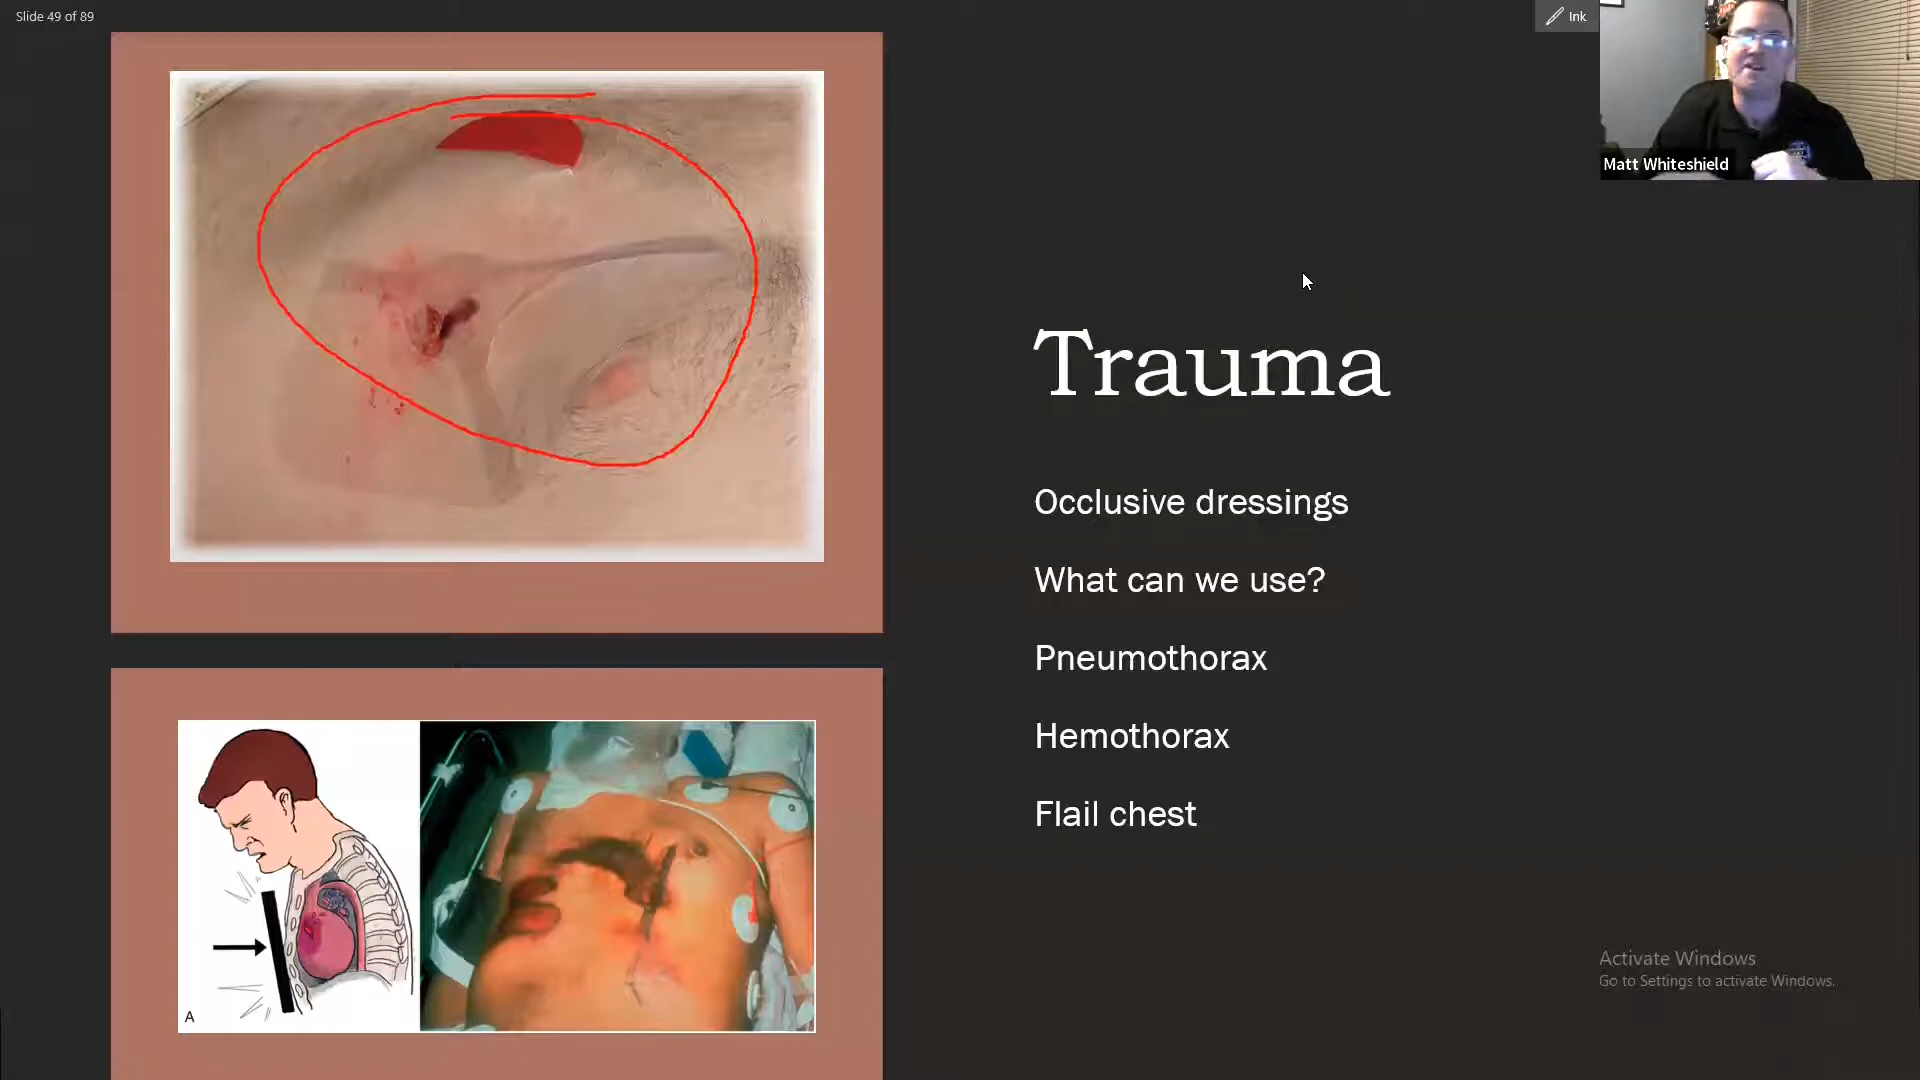 Slide 49 of 89
Ink
Matt Whiteshield
Trauma
Occlusive dressings
What can we use?
Pneumothorax
Hemothorax
Flail chest
A
Activate Windows
Go to Settings to activate Windows.